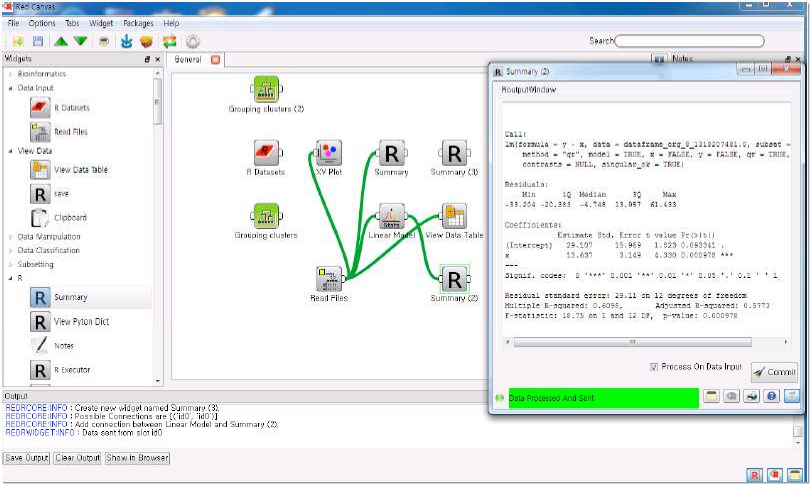 Red Canvas
File Options Tabs Widget Packages Help
Search
Widgets
Bioinformatics
Data Input
R Datasets
Read Files
View Data
View Data Table
save
Clipboard
Data Manipulation
Data Classification
Subsetting
R
Summary
View Pyton Dict
Notes
R Executor
General
Notes
Grouping clusters (2)
R Datasets
XY Plot
Summary
Summary (3)
Grouping clusters
Stats
Linear Model
View Data Table
Read Files
Summary (2)
Summary (2)
RoutputWindow
Call:
lm(formula = y ~ x, data = dataframe_org_8_1318207481.8, subset =
method = "qr", model = TRUE, x = FALSE, y = FALSE, qr = TRUE,
contrasts = NULL, singular_ok = TRUE)
Residuals:
Min 1Q Median 3Q Max
-33.204 -20.383 -4.748 13.957 61.433
Coefficients:
Estimate Std. Error t value Pr(>|t|)
(Intercept) 29.107 15.969 1.823 0.093341 .
x 13.637 3.149 4.330 0.000978 ***
---
Signif. codes: 0 '***' 0.001 '**' 0.01 '*' 0.05 '.' 0.1 ' ' 1
Residual standard error: 29.11 on 12 degrees of freedom
Multiple R-squared: 0.6098, Adjusted R-squared: 0.5773
F-statistic: 18.75 on 1 and 12 DF, p-value: 0.000978
Process On Data Input
Commit
Data Processed And Sent
Output
REDRCORE:INFO : Create new widget named Summary (3),
REDRCORE:INFO : Possible Connections are [('id0', 'id0')]
REDRCORE:INFO : Add connection between Linear Model and Summary (2),
REDRWIDGET:INFO : Data sent from slot id0
Save Output Clear Output Show in Browser